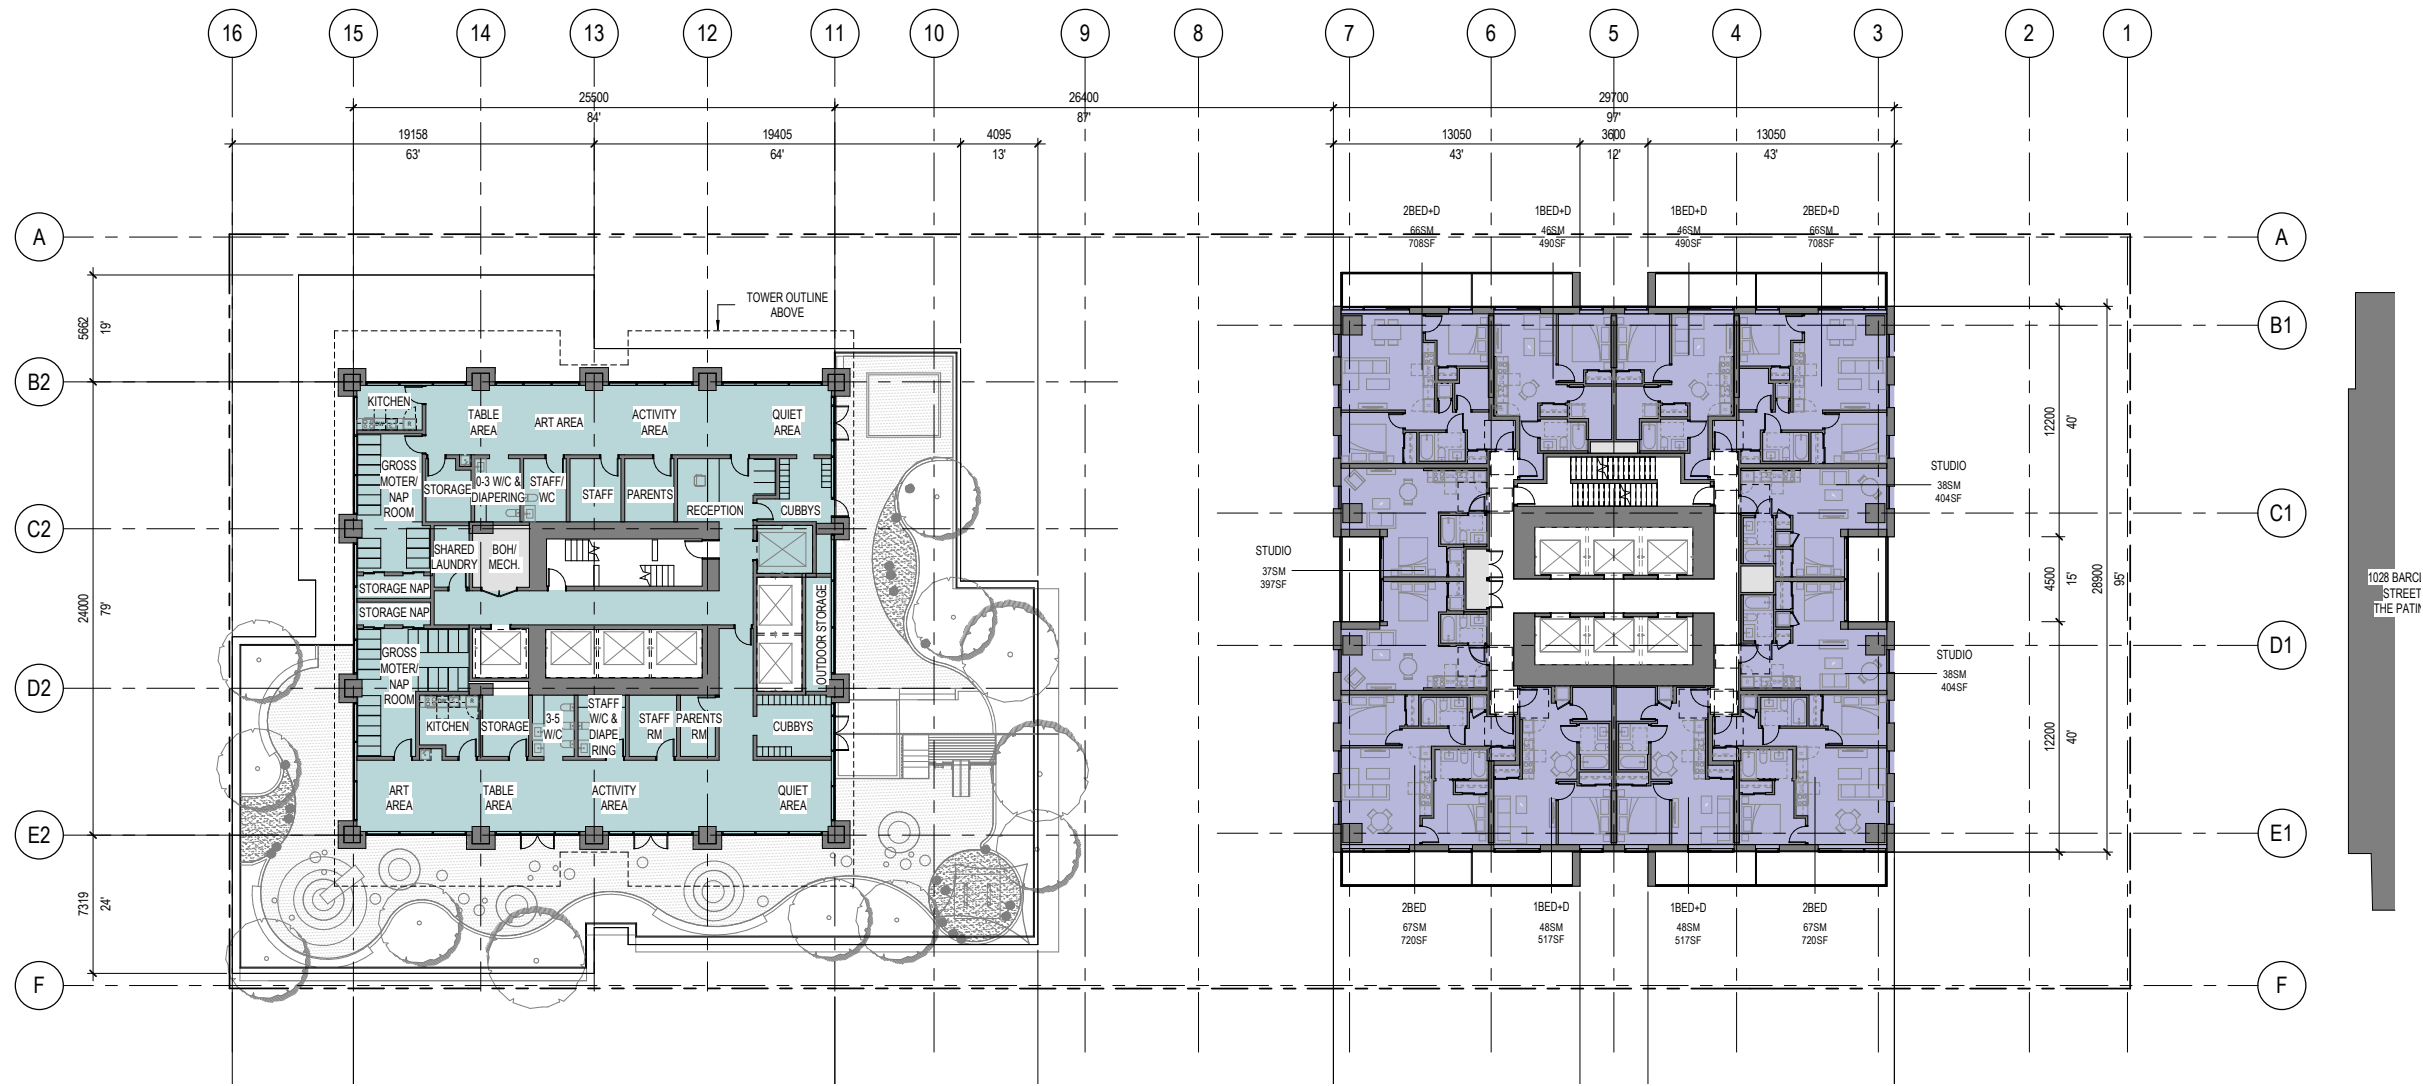 16 15 14 13 12 11 10 9 8 7 6 5 4 3 2 1
25500 26400 29700
84' 87' 97'
19158 19405 4095 13050 3600 13050
63' 64' 13' 43' 12' 43'
2BED+D 1BED+D 1BED+D 2BED+D
66SM 46SM 46SM 66SM
708SF 490SF 490SF 708SF
A A
TOWER OUTLINE
ABOVE
5662
19'
B1
B2
KITCHEN
TABLE
AREA
ART AREA
ACTIVITY
AREA
QUIET
AREA
12200
40'
GROSS
MOTER/
NAP
ROOM
STORAGE
0-3 W/C &
DIAPERING
STAFF/
WC
STAFF
PARENTS
RECEPTION
CUBBYS
STUDIO
38SM
404SF
C1
C2
SHARED
LAUNDRY
BOH/
MECH.
STUDIO
37SM
397SF
STORAGE NAP
STORAGE NAP
OUTDOOR STORAGE
24000
79'
4500
15'
28900
95'
1028 BARCL
STREET
THE PATIN
GROSS
MOTER/
NAP
ROOM
D1
STUDIO
38SM
404SF
D2
KITCHEN
STORAGE
3-5
W/C
STAFF
W/C &
DIAPE
RING
STAFF
RM
PARENTS
RM
CUBBYS
12200
40'
ART
AREA
TABLE
AREA
ACTIVITY
AREA
QUIET
AREA
E2 E1
7319
24'
2BED 1BED+D 1BED+D 2BED
67SM 48SM 48SM 67SM
720SF 517SF 517SF 720SF
F F